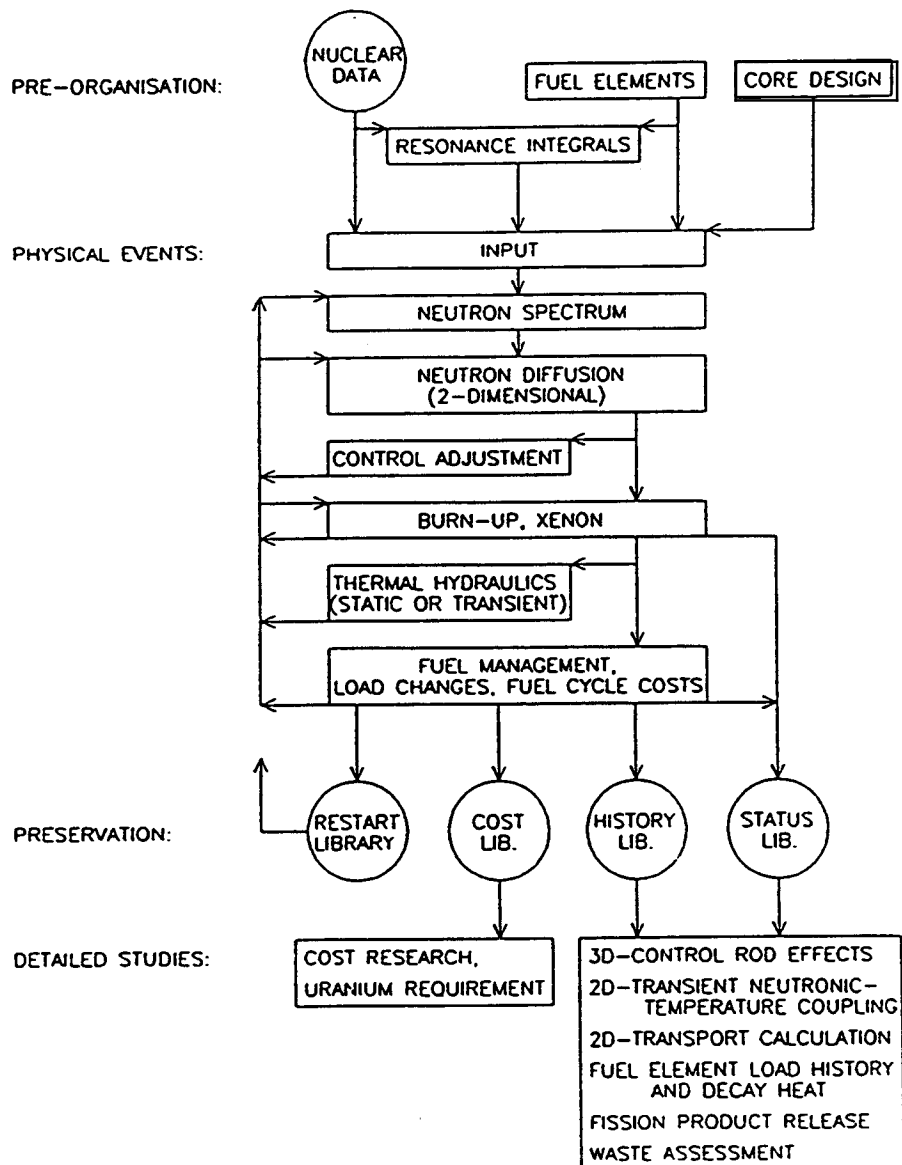 NUCLEAR
DATA
PRE-ORGANISATION:
FUEL ELEMENTS
CORE DESIGN
RESONANCE INTEGRALS
PHYSICAL EVENTS:
INPUT
NEUTRON SPECTRUM
NEUTRON DIFFUSION
(2-DIMENSIONAL)
CONTROL ADJUSTMENT
BURN-UP, XENON
THERMAL HYDRAULICS
(STATIC OR TRANSIENT)
FUEL MANAGEMENT,
LOAD CHANGES, FUEL CYCLE COSTS
PRESERVATION:
RESTART
LIBRARY
COST
LIB.
HISTORY
LIB.
STATUS
LIB.
DETAILED STUDIES:
COST RESEARCH,
URANIUM REQUIREMENT
3D-CONTROL ROD EFFECTS
2D-TRANSIENT NEUTRONIC-
TEMPERATURE COUPLING
2D-TRANSPORT CALCULATION
FUEL ELEMENT LOAD HISTORY
AND DECAY HEAT
FISSION PRODUCT RELEASE
WASTE ASSESSMENT